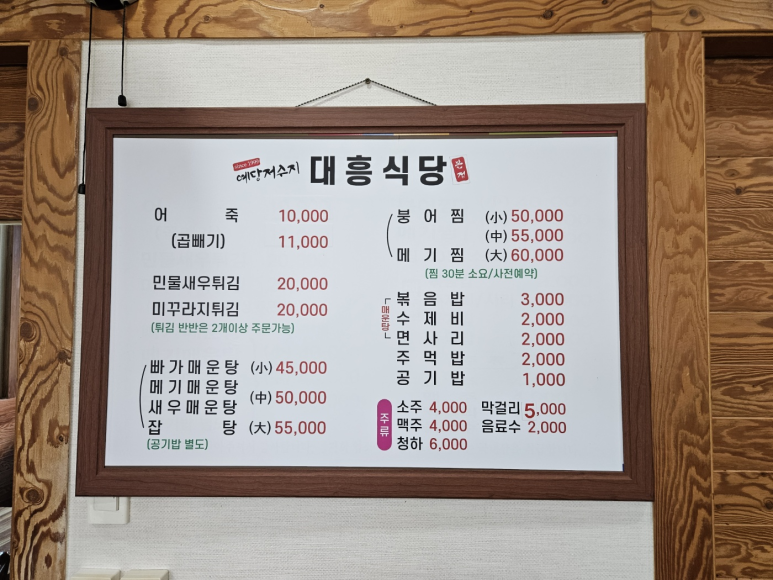 since 1990
예당저수지 대흥식당 본점
어 죽 10,000
(곱빼기) 11,000
민물새우튀김 20,000
미꾸라지튀김 20,000
(튀김 반반은 2개이상 주문가능)
빠가매운탕 (小) 45,000
메기매운탕
(中) 50,000
새우매운탕
잡 탕 (大) 55,000
(공기밥 별도)
붕 어 찜 (小) 50,000
(中) 55,000
메 기 찜 (大) 60,000
(찜 30분 소요/사전예약)
매운탕
볶 음 밥 3,000
수 제 비 2,000
면 사 리 2,000
주 먹 밥 2,000
공 기 밥 1,000
주류
소주 4,000 막걸리 5,000
맥주 4,000 음료수 2,000
청하 6,000